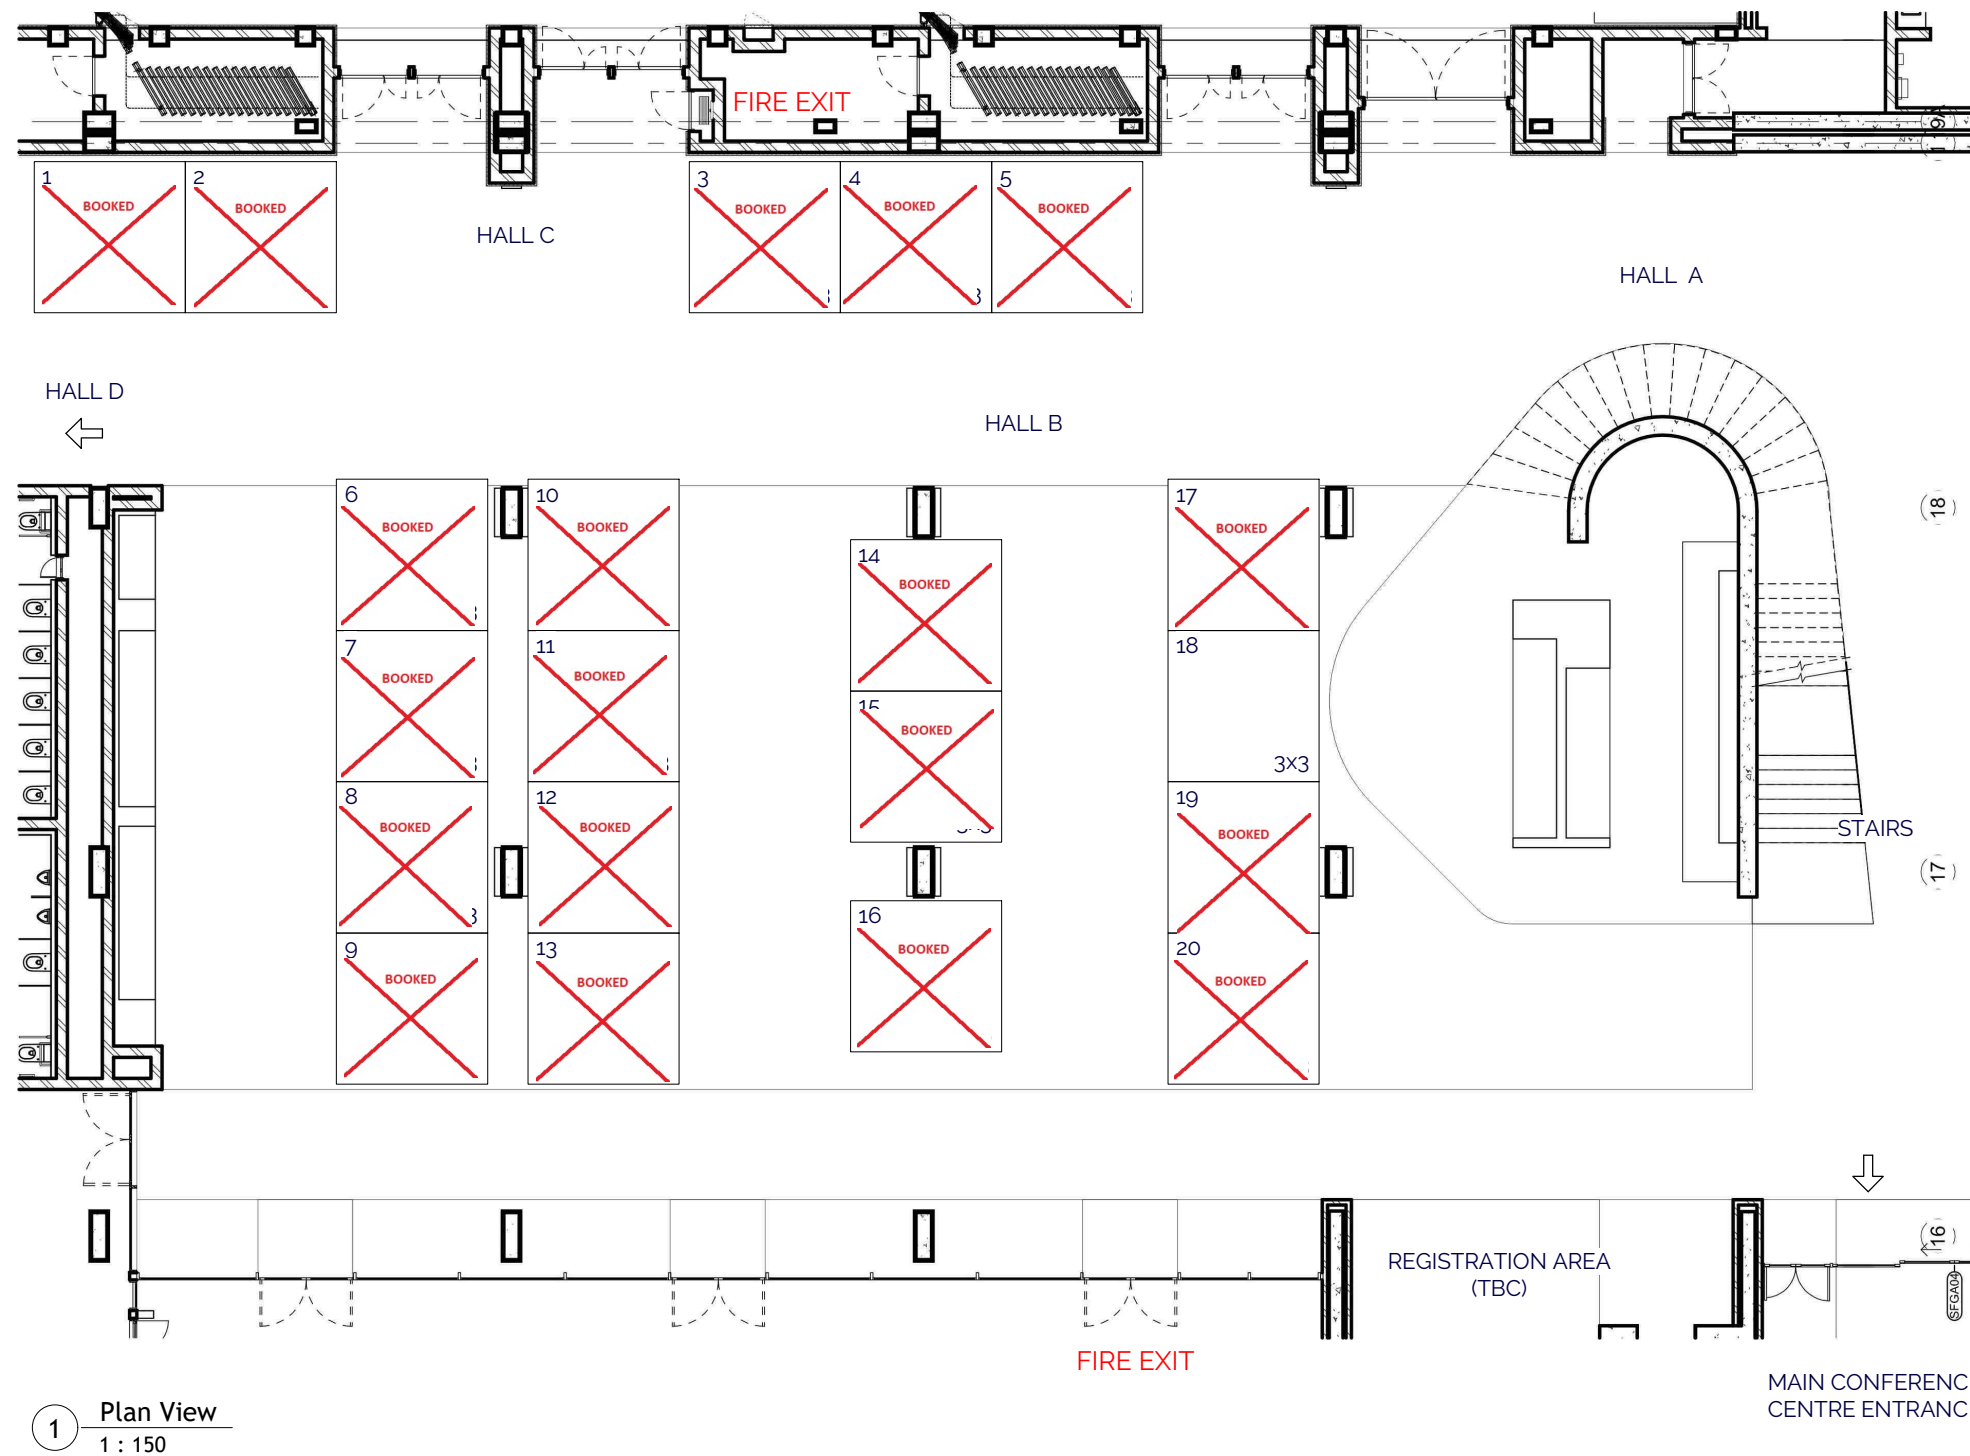 FIRE EXIT
19
1
BOOKED
2
BOOKED
3
BOOKED
4
BOOKED
5
BOOKED
HALL C
HALL A
HALL D
HALL B
6
BOOKED
10
BOOKED
14
BOOKED
17
BOOKED
18
7
BOOKED
11
BOOKED
15
BOOKED
18
3x3
8
BOOKED
12
BOOKED
19
BOOKED
STAIRS
17
16
BOOKED
9
BOOKED
13
BOOKED
20
BOOKED
16
REGISTRATION AREA
(TBC)
SFGA04
FIRE EXIT
MAIN CONFERENC
CENTRE ENTRANC
1
Plan View
1 : 150